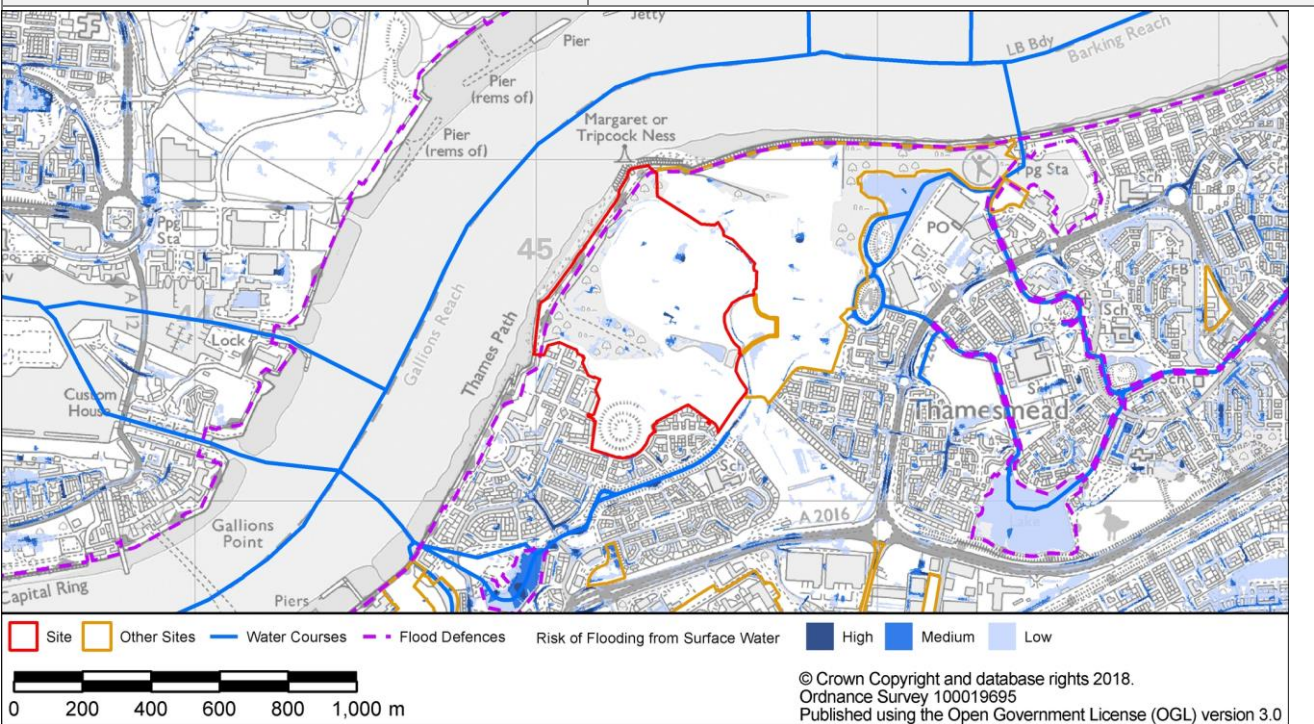 Jetty
Pier
LB Bdy
Barking Reach
Pier
(rems of)
Margaret or
Tripcock Ness
Pier
(rems of)
Pg Sta
Sch
Ppg
Sta
PO
45
FB
A112
44
Gallions Reach
Lock
Thames Path
Sch
Custom
House
Thamesmead
Sch
Sch
A 2016
Gallions
Point
Lake
Capital Ring
Piers
Site
Other Sites
Water Courses
Flood Defences
Risk of Flooding from Surface Water
High
Medium
Low
0 200 400 600 800 1,000 m
© Crown Copyright and database rights 2018.
Ordnance Survey 100019695
Published using the Open Government License (OGL) version 3.0